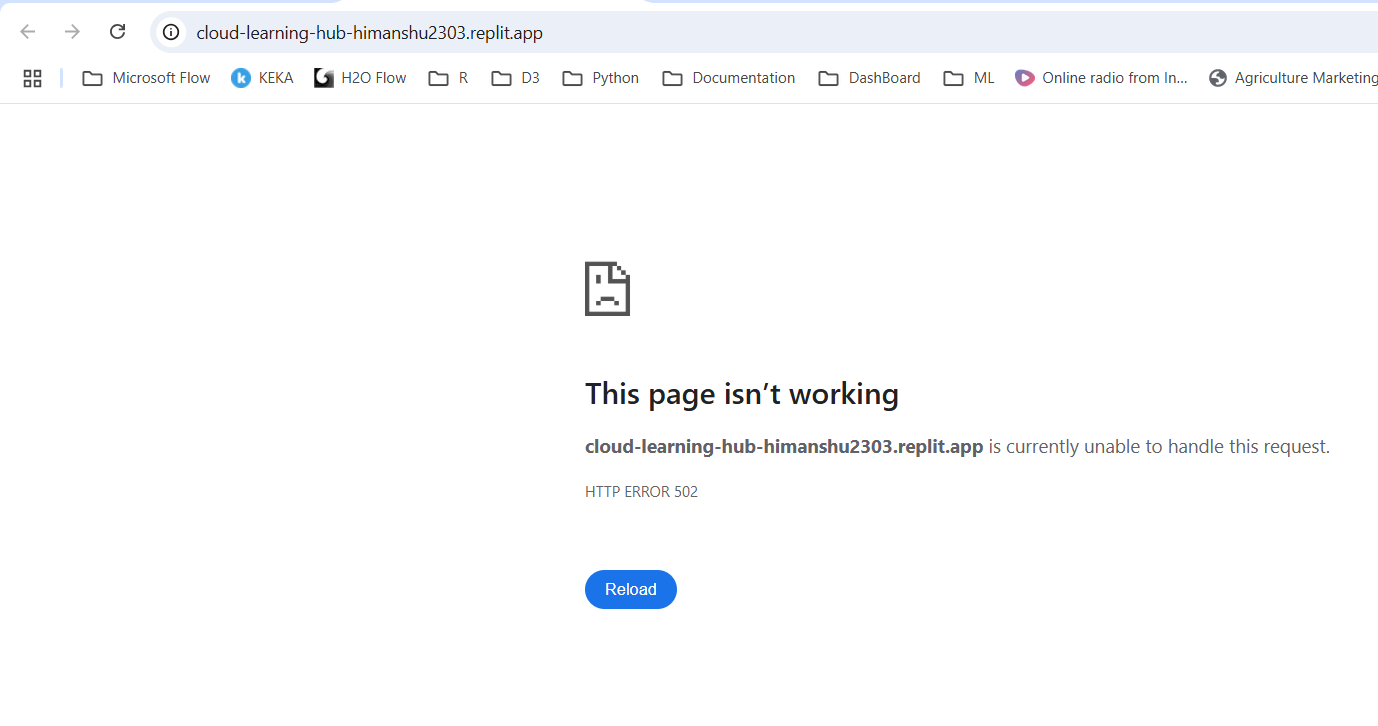 cloud-learning-hub-himanshu2303.replit.app
Microsoft Flow KEKA H2O Flow R D3 Python Documentation DashBoard ML Online radio from In... Agriculture Marketing
This page isn’t working
cloud-learning-hub-himanshu2303.replit.app is currently unable to handle this request.
HTTP ERROR 502
Reload